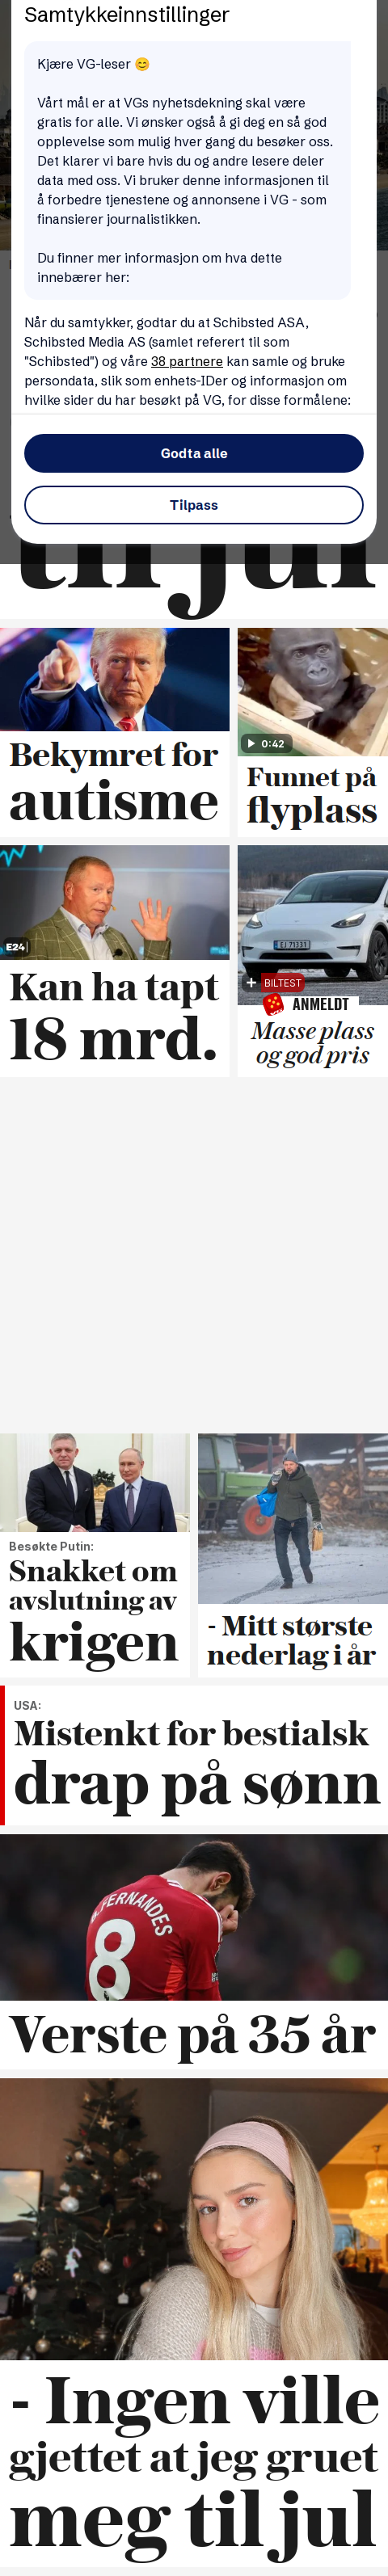 Samtykkeinnstillinger
Kjære VG-leser 😊
Vårt mål er at VGs nyhetsdekning skal være
gratis for alle. Vi ønsker også å gi deg en så god
opplevelse som mulig hver gang du besøker oss.
Det klarer vi bare hvis du og andre lesere deler
data med oss. Vi bruker denne informasjonen til
å forbedre tjenestene og annonsene i VG - som
finansierer journalistikken.
Du finner mer informasjon om hva dette
innebærer her:
Når du samtykker, godtar du at Schibsted ASA,
Schibsted Media AS (samlet referert til som
"Schibsted") og våre 38 partnere kan samle og bruke
persondata, slik som enhets-IDer og informasjon om
hvilke sider du har besøkt på VG, for disse formålene:
Godta alle
Tilpass
til jul
Bekymret for
autisme
0:42
Funnet på
flyplass
E24
Kan ha tapt
18 mrd.
EJ 71331
+ BILTEST
ANMELDT
Masse plass
og god pris
Besøkte Putin:
Snakket om
avslutning av
krigen
- Mitt største
nederlag i år
USA:
Mistenkt for bestialsk
drap på sønn
B. FERNANDES
8
Verste på 35 år
- Ingen ville
gjettet at jeg gruet
meg til jul